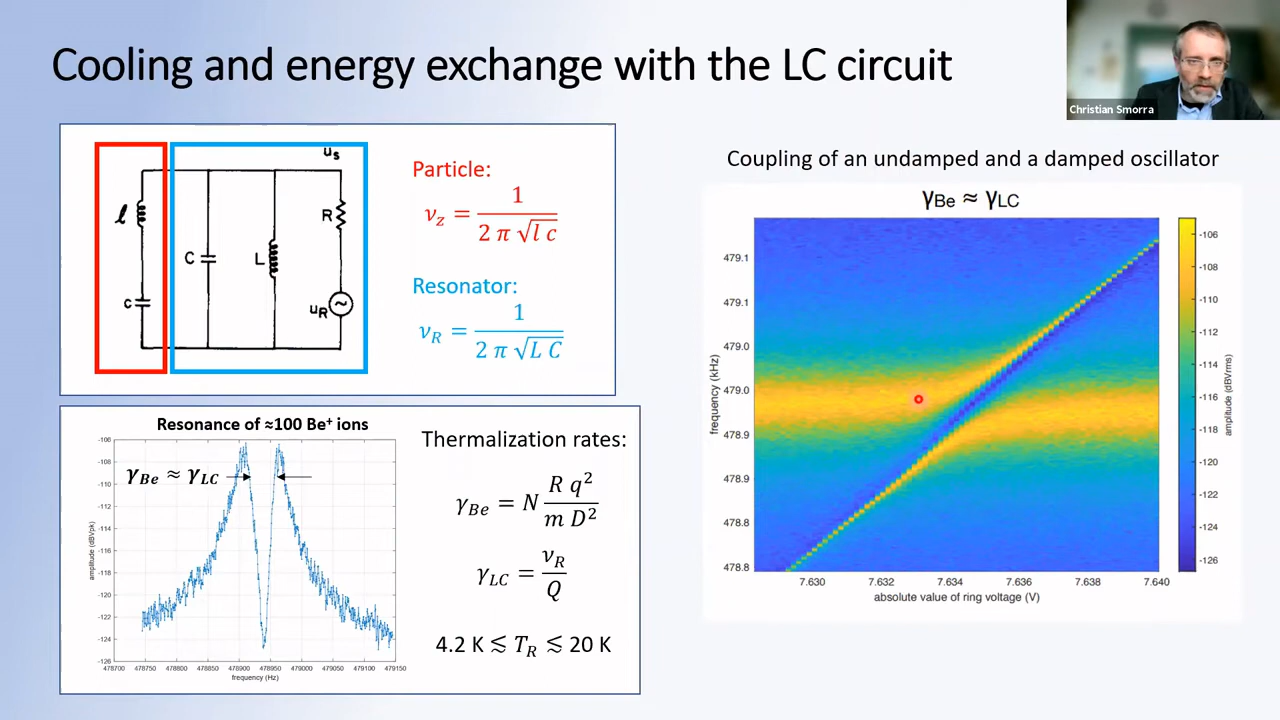 Cooling and energy exchange with the LC circuit
Christian Smorra
u_s
ℓ
c
C
L
R
u_R
Particle:
ν_z = 1 / (2 π √(l c))
Resonator:
ν_R = 1 / (2 π √(L C))
Resonance of ≈100 Be⁺ ions
γ_Be ≈ γ_LC
-106
-108
-110
-112
-114
-116
-118
-120
-122
-124
-126
amplitude (dBVpk)
478700 478750 478800 478850 478900 478950 479000 479050 479100 479150
frequency (Hz)
Thermalization rates:
γ_Be = N (R q²) / (m D²)
γ_LC = ν_R / Q
4.2 K ≲ T_R ≲ 20 K
Coupling of an undamped and a damped oscillator
γ_Be ≈ γ_LC
479.1
479.1
479.0
479.0
478.9
478.9
478.8
478.8
frequency (kHz)
7.630 7.632 7.634 7.636 7.638 7.640
absolute value of ring voltage (V)
-106
-108
-110
-112
-114
-116
-118
-120
-122
-124
-126
amplitude (dBVrms)